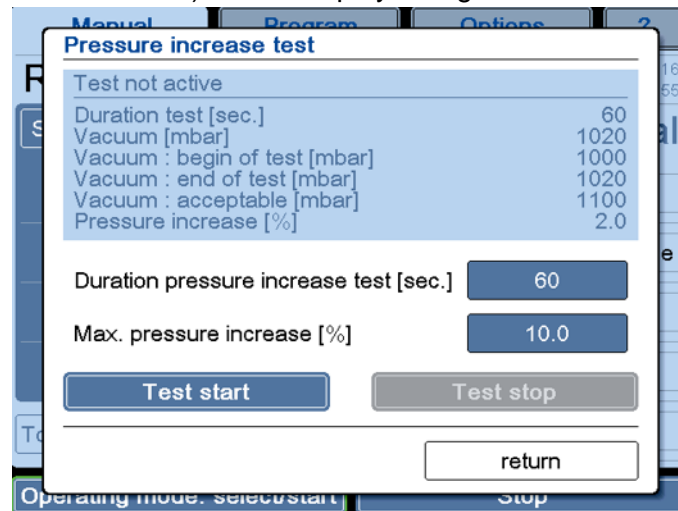 Manual Program Options ?
Pressure increase test
Test not active
Duration test [sec.] 60
Vacuum [mbar] 1020
Vacuum : begin of test [mbar] 1000
Vacuum : end of test [mbar] 1020
Vacuum : acceptable [mbar] 1100
Pressure increase [%] 2.0
Duration pressure increase test [sec.] 60
Max. pressure increase [%] 10.0
Test start Test stop
return
Operating mode: select/start Stop